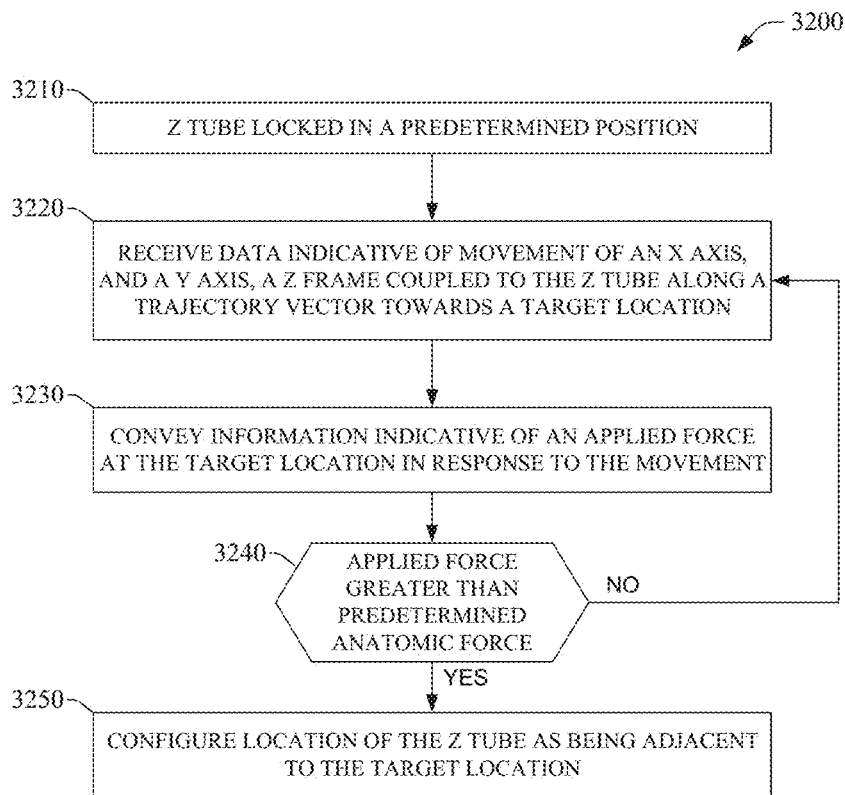 3200
3210
Z TUBE LOCKED IN A PREDETERMINED POSITION
3220
RECEIVE DATA INDICATIVE OF MOVEMENT OF AN X AXIS,
AND A Y AXIS, A Z FRAME COUPLED TO THE Z TUBE ALONG A
TRAJECTORY VECTOR TOWARDS A TARGET LOCATION
3230
CONVEY INFORMATION INDICATIVE OF AN APPLIED FORCE
AT THE TARGET LOCATION IN RESPONSE TO THE MOVEMENT
3240
APPLIED FORCE
GREATER THAN
PREDETERMINED
ANATOMIC FORCE
NO
YES
3250
CONFIGURE LOCATION OF THE Z TUBE AS BEING ADJACENT
TO THE TARGET LOCATION